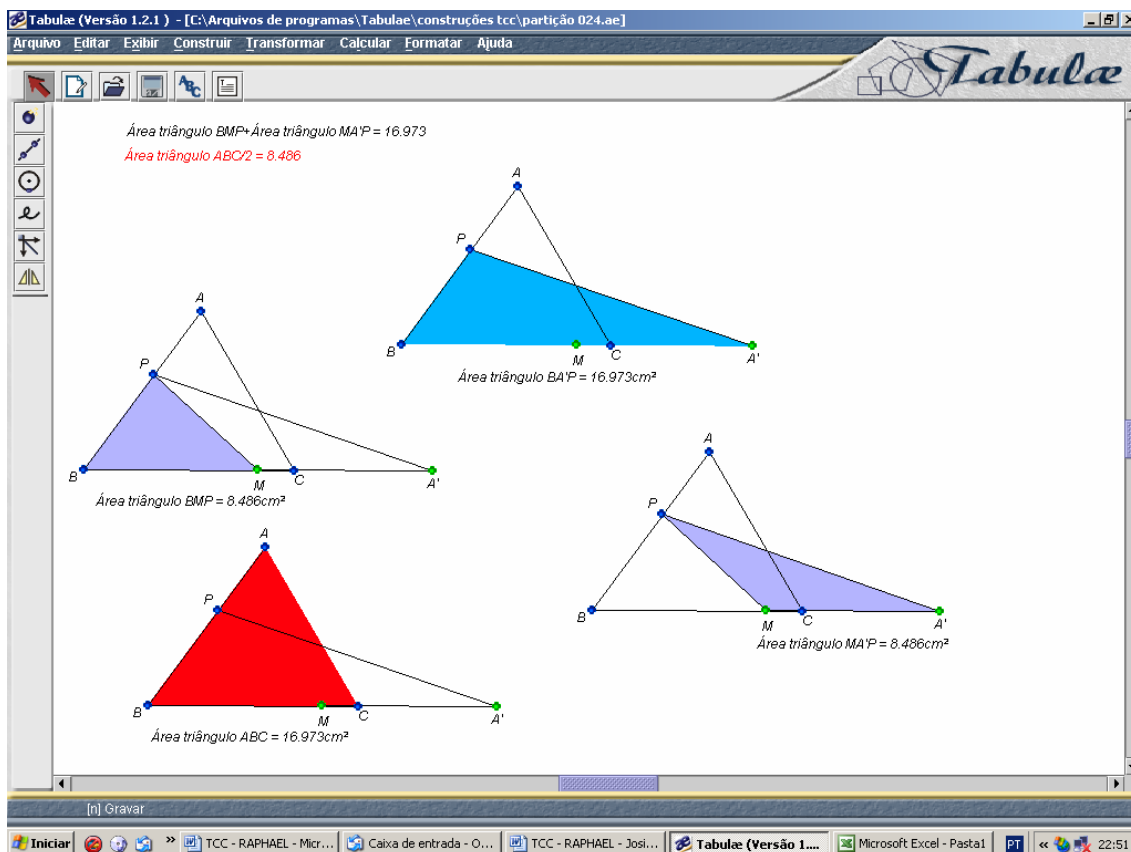 Tabulæ (Versão 1.2.1 ) - [C:\Arquivos de programas\Tabulae\construções tcc\partição 024.ae]
Arquivo Editar Exibir Construir Transformar Calcular Formatar Ajuda
Tabulæ
ABC
Área triângulo BMP+Área triângulo MA'P = 16.973
Área triângulo ABC/2 = 8.486
A
P
B
M
C
A'
Área triângulo BA'P = 16.973cm²
A
P
B
M
C
A'
Área triângulo BMP = 8.486cm²
A
P
B
M
C
A'
Área triângulo MA'P = 8.486cm²
A
P
B
M
C
A'
Área triângulo ABC = 16.973cm²
[n] Gravar
Iniciar » TCC - RAPHAEL - Micr... Caixa de entrada - O... TCC - RAPHAEL - Josi... Tabulæ (Versão 1.... Microsoft Excel - Pasta1 PT « 22:51